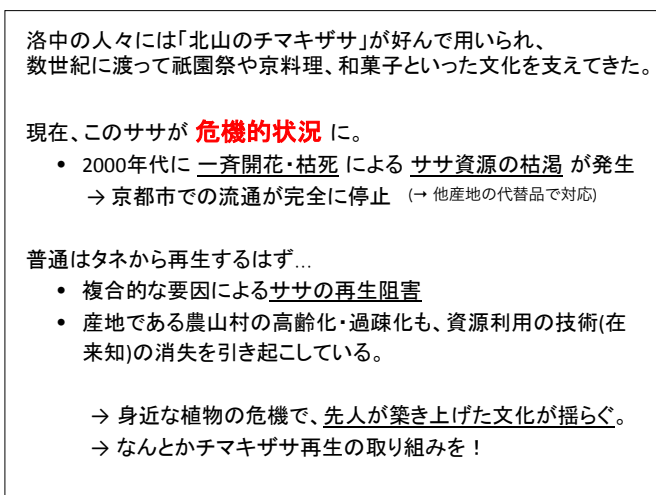 洛中の人々には「北山のチマキザサ」が好んで用いられ、
数世紀に渡って祇園祭や京料理、和菓子といった文化を支えてきた。
現在、このササが 危機的状況 に。
• 2000年代に 一斉開花・枯死 による ササ資源の枯渇 が発生
→ 京都市での流通が完全に停止 (→ 他産地の代替品で対応)
普通はタネから再生するはず…
• 複合的な要因によるササの再生阻害
• 産地である農山村の高齢化・過疎化も、資源利用の技術(在
来知)の消失を引き起こしている。
→ 身近な植物の危機で、先人が築き上げた文化が揺らぐ。
→ なんとかチマキザサ再生の取り組みを！